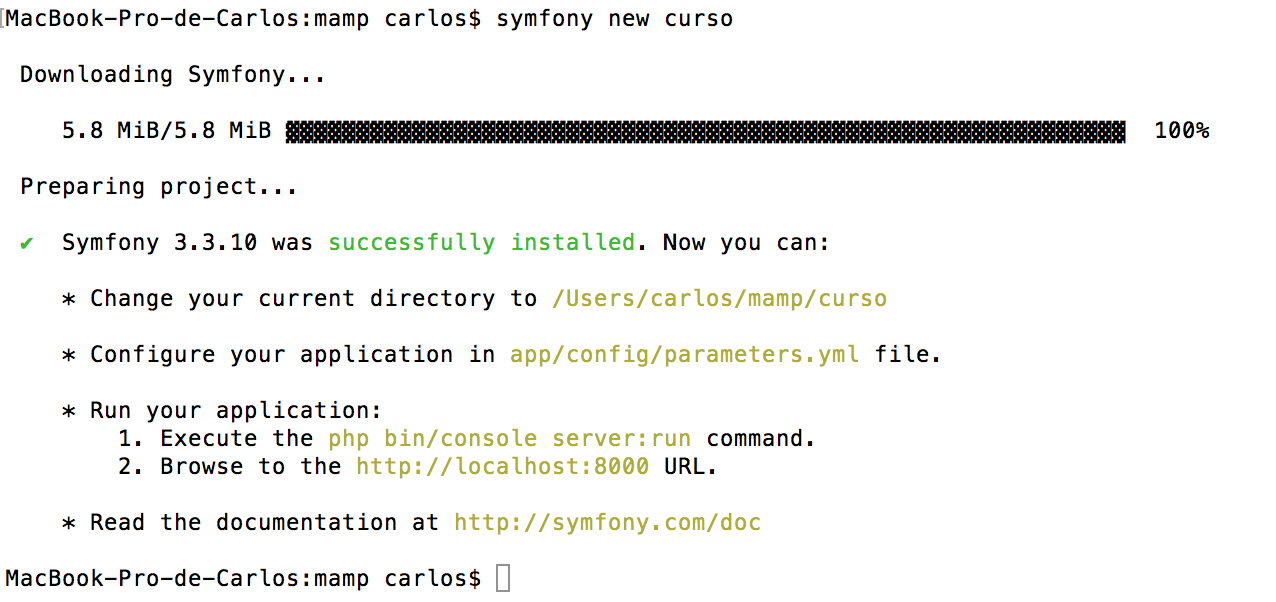 [MacBook-Pro-de-Carlos:mamp carlos$ symfony new curso
Downloading Symfony...
5.8 MiB/5.8 MiB ▓▓▓▓▓▓▓▓▓▓▓▓▓▓▓▓▓▓▓▓▓▓▓▓▓▓▓▓▓▓▓▓▓▓▓▓▓▓▓▓▓▓▓▓▓▓▓▓▓▓▓▓▓▓▓▓▓▓▓▓ 100%
Preparing project...
✔ Symfony 3.3.10 was successfully installed. Now you can:
* Change your current directory to /Users/carlos/mamp/curso
* Configure your application in app/config/parameters.yml file.
* Run your application:
1. Execute the php bin/console server:run command.
2. Browse to the http://localhost:8000 URL.
* Read the documentation at http://symfony.com/doc
MacBook-Pro-de-Carlos:mamp carlos$